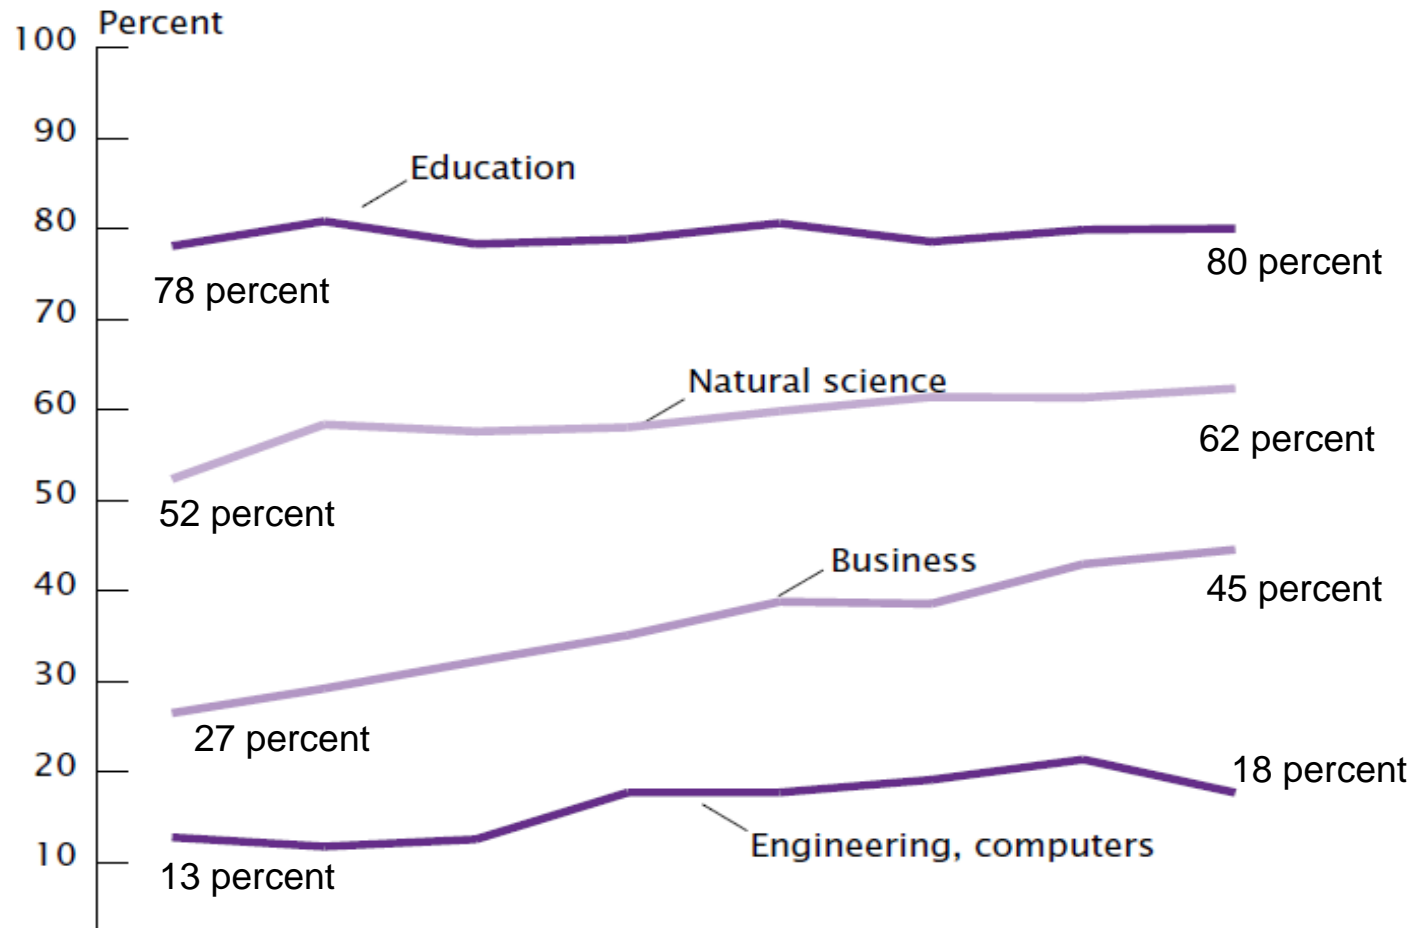 Percent
100
90
Education
80
80 percent
78 percent
70
Natural science
60
62 percent
50
52 percent
Business
40
45 percent
30
27 percent
20
18 percent
Engineering, computers
10
13 percent